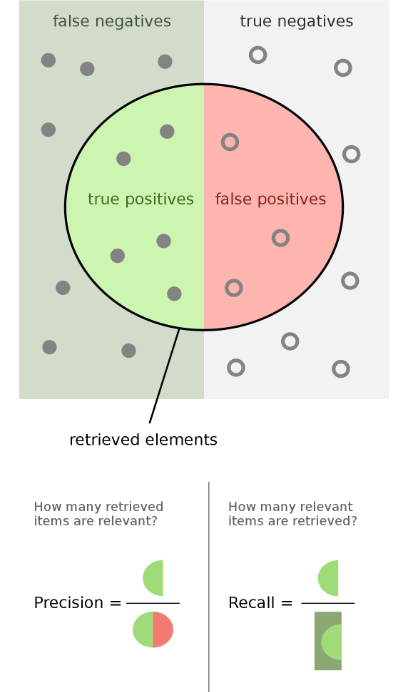 false negatives
true negatives
true positives
false positives
retrieved elements
How many retrieved
items are relevant?
Precision =
How many relevant
items are retrieved?
Recall =